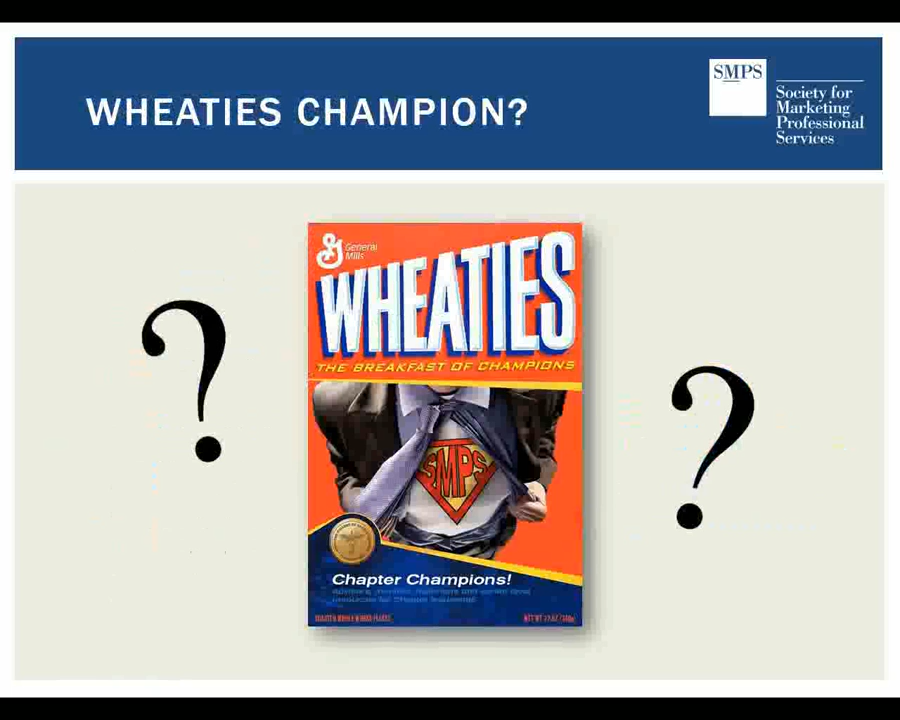 WHEATIES CHAMPION?
SMPS
Society for
Marketing
Professional
Services
?
?
General
Mills
WHEATIES
THE BREAKFAST OF CHAMPIONS
SMPS
Chapter Champions!